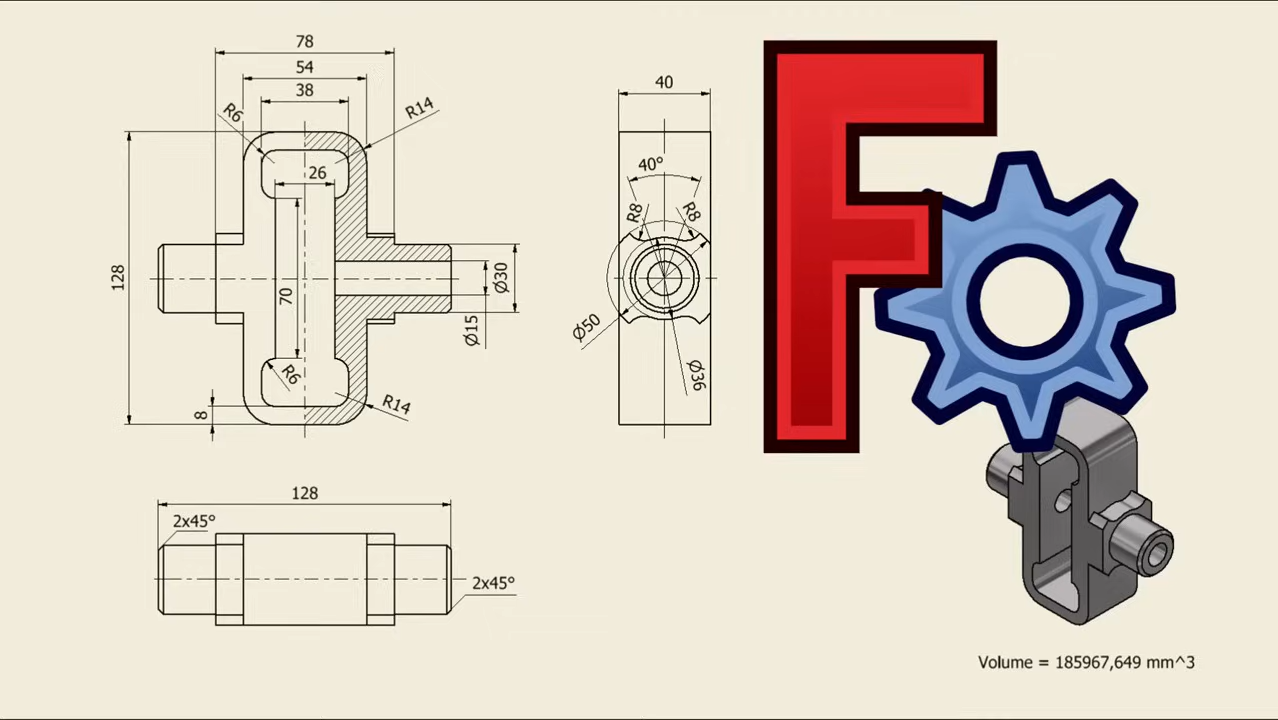 78
54
38
R6
R14
26
128
70
Ø30
Ø15
R6
R14
8
40
40°
R8
R8
Ø50
Ø36
F
128
2x45°
2x45°
Volume = 185967,649 mm^3